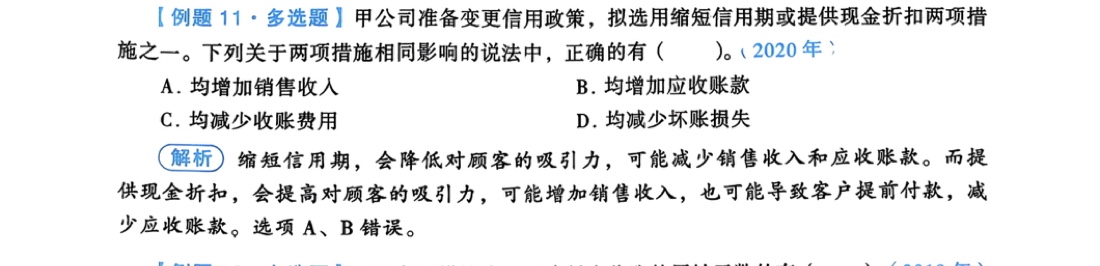 【例题 11·多选题】甲公司准备变更信用政策，拟选用缩短信用期或提供现金折扣两项措
施之一。下列关于两项措施相同影响的说法中，正确的有（　　）。（2020 年）
A. 均增加销售收入　　B. 均增加应收账款
C. 均减少收账费用　　D. 均减少坏账损失
解析 缩短信用期，会降低对顾客的吸引力，可能减少销售收入和应收账款。而提
供现金折扣，会提高对顾客的吸引力，可能增加销售收入，也可能导致客户提前付款，减
少应收账款。选项 A、B 错误。